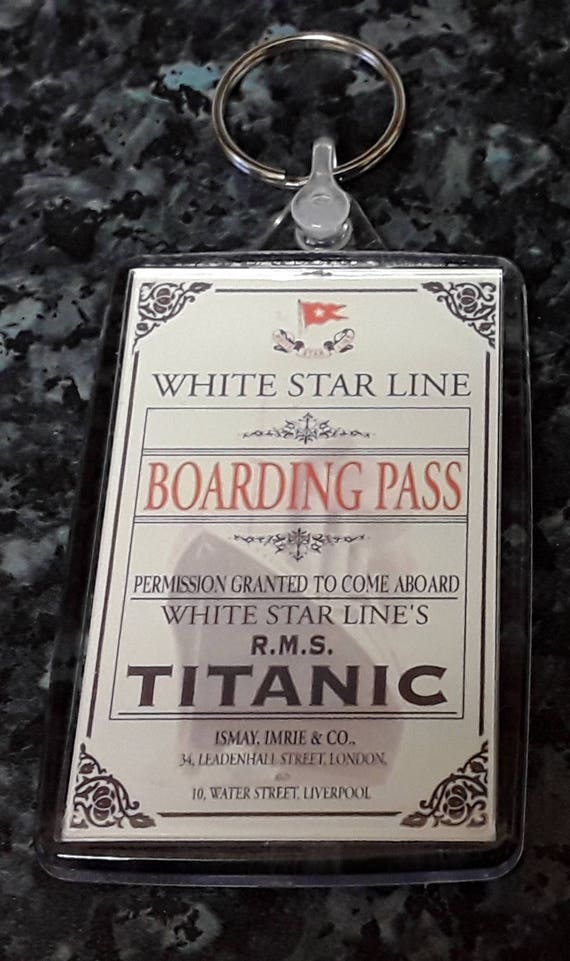 STAR
WHITE STAR LINE
BOARDING PASS
PERMISSION GRANTED TO COME ABOARD
WHITE STAR LINE'S
R.M.S.
TITANIC
ISMAY, IMRIE & CO.,
34, LEADENHALL STREET, LONDON,
10, WATER STREET, LIVERPOOL